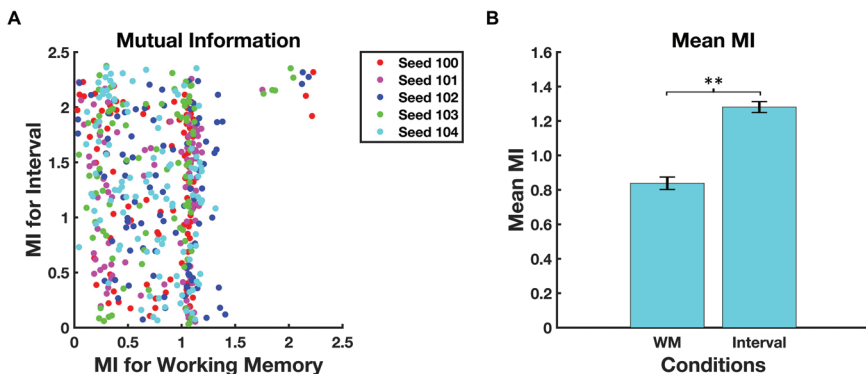 A
Mutual Information
MI for Interval
2.5
2
1.5
1
0.5
0
0
0.5
1
1.5
2
2.5
MI for Working Memory
Seed 100
Seed 101
Seed 102
Seed 103
Seed 104
B
Mean MI
Mean MI
1.6
1.4
1.2
1.0
0.8
0.6
0.4
0.2
0
**
WM
Interval
Conditions